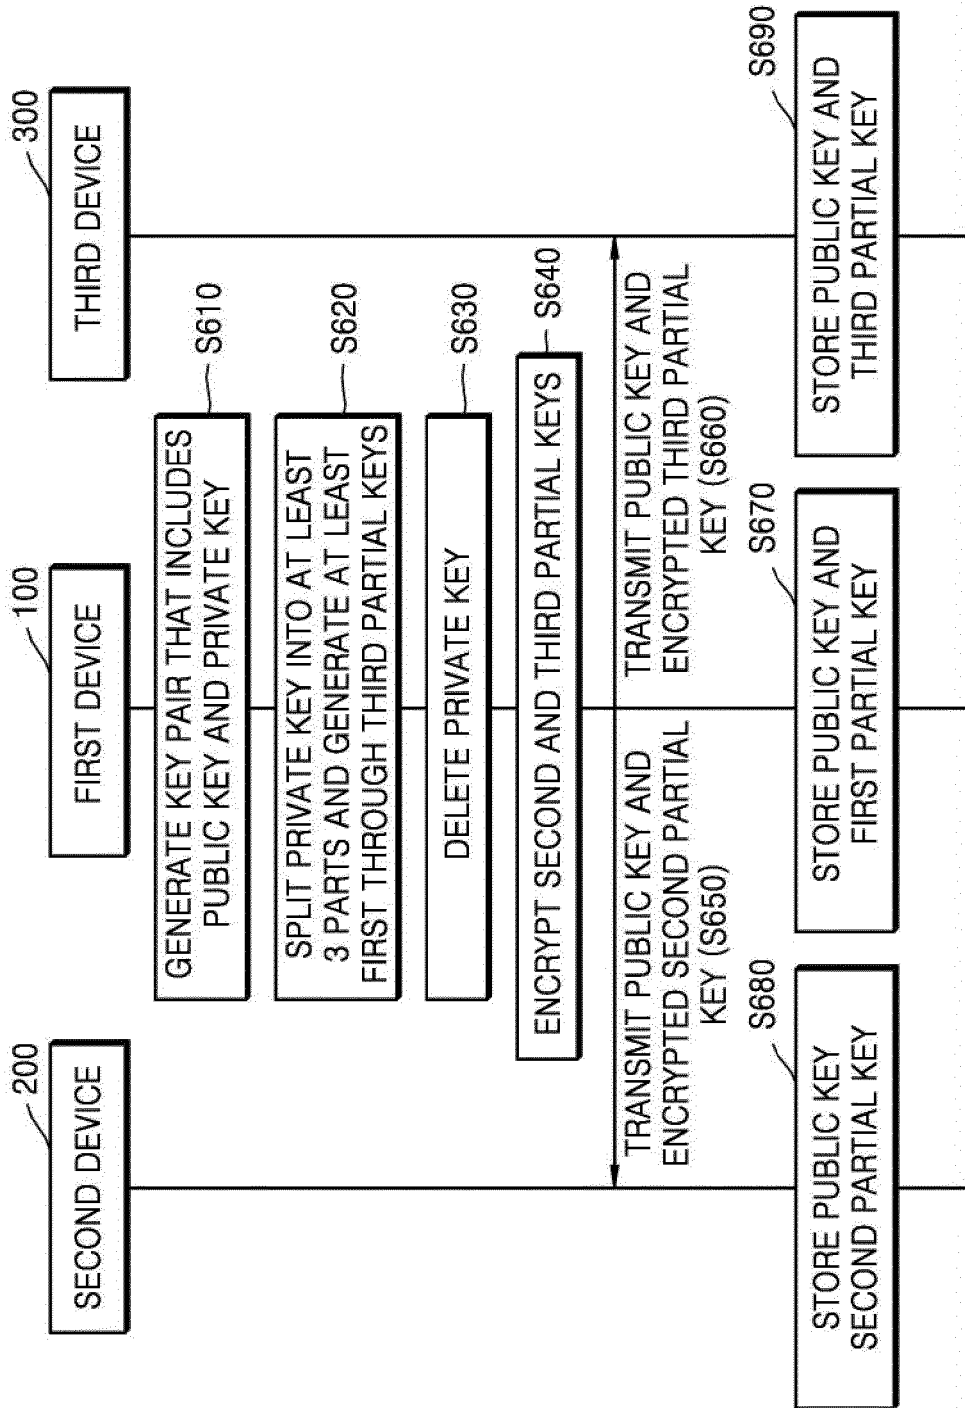 200
SECOND DEVICE
100
FIRST DEVICE
300
THIRD DEVICE
S610
GENERATE KEY PAIR THAT INCLUDES
PUBLIC KEY AND PRIVATE KEY
S620
SPLIT PRIVATE KEY INTO AT LEAST
3 PARTS AND GENERATE AT LEAST
FIRST THROUGH THIRD PARTIAL KEYS
S630
DELETE PRIVATE KEY
S640
ENCRYPT SECOND AND THIRD PARTIAL KEYS
TRANSMIT PUBLIC KEY AND
ENCRYPTED SECOND PARTIAL
KEY (S650)
TRANSMIT PUBLIC KEY AND
ENCRYPTED THIRD PARTIAL
KEY (S660)
S680
STORE PUBLIC KEY
SECOND PARTIAL KEY
S670
STORE PUBLIC KEY AND
FIRST PARTIAL KEY
S690
STORE PUBLIC KEY AND
THIRD PARTIAL KEY